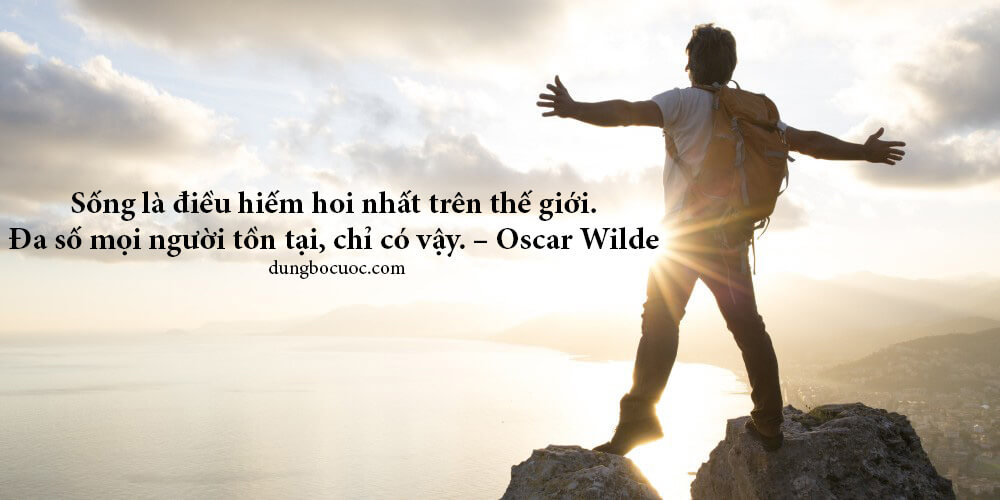 Sống là điều hiếm hoi nhất trên thế giới.
Đa số mọi người tồn tại, chỉ có vậy. – Oscar Wilde
dungbocuoc.com